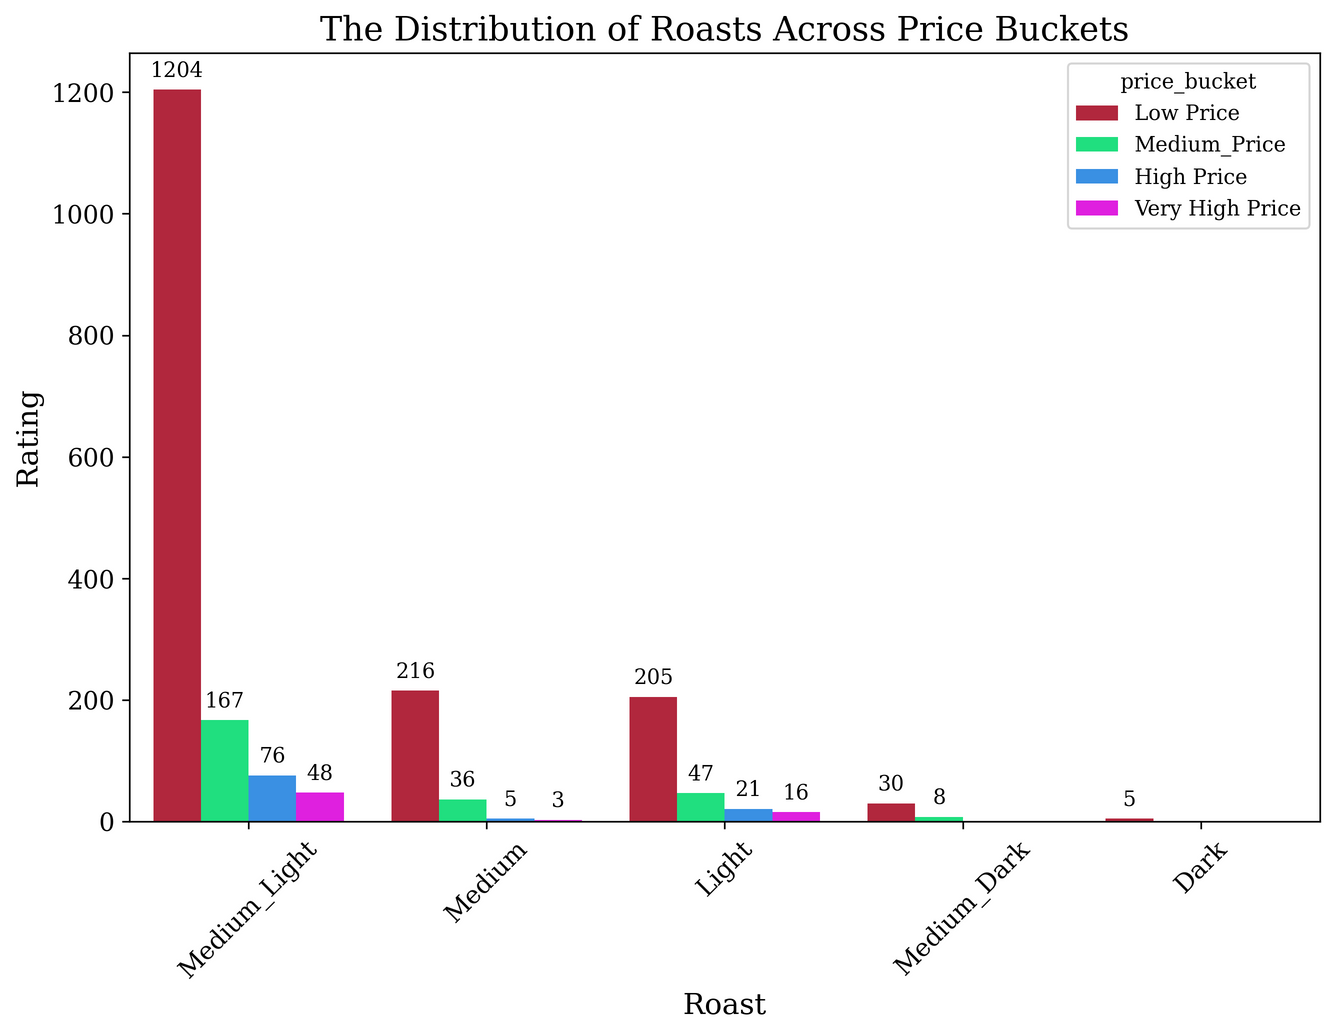 The Distribution of Roasts Across Price Buckets
price_bucket
Low Price
Medium_Price
High Price
Very High Price
Rating
1200
1000
800
600
400
200
0
1204
167
76
48
216
36
5
3
205
47
21
16
30
8
5
Medium_Light
Medium
Light
Medium_Dark
Dark
Roast